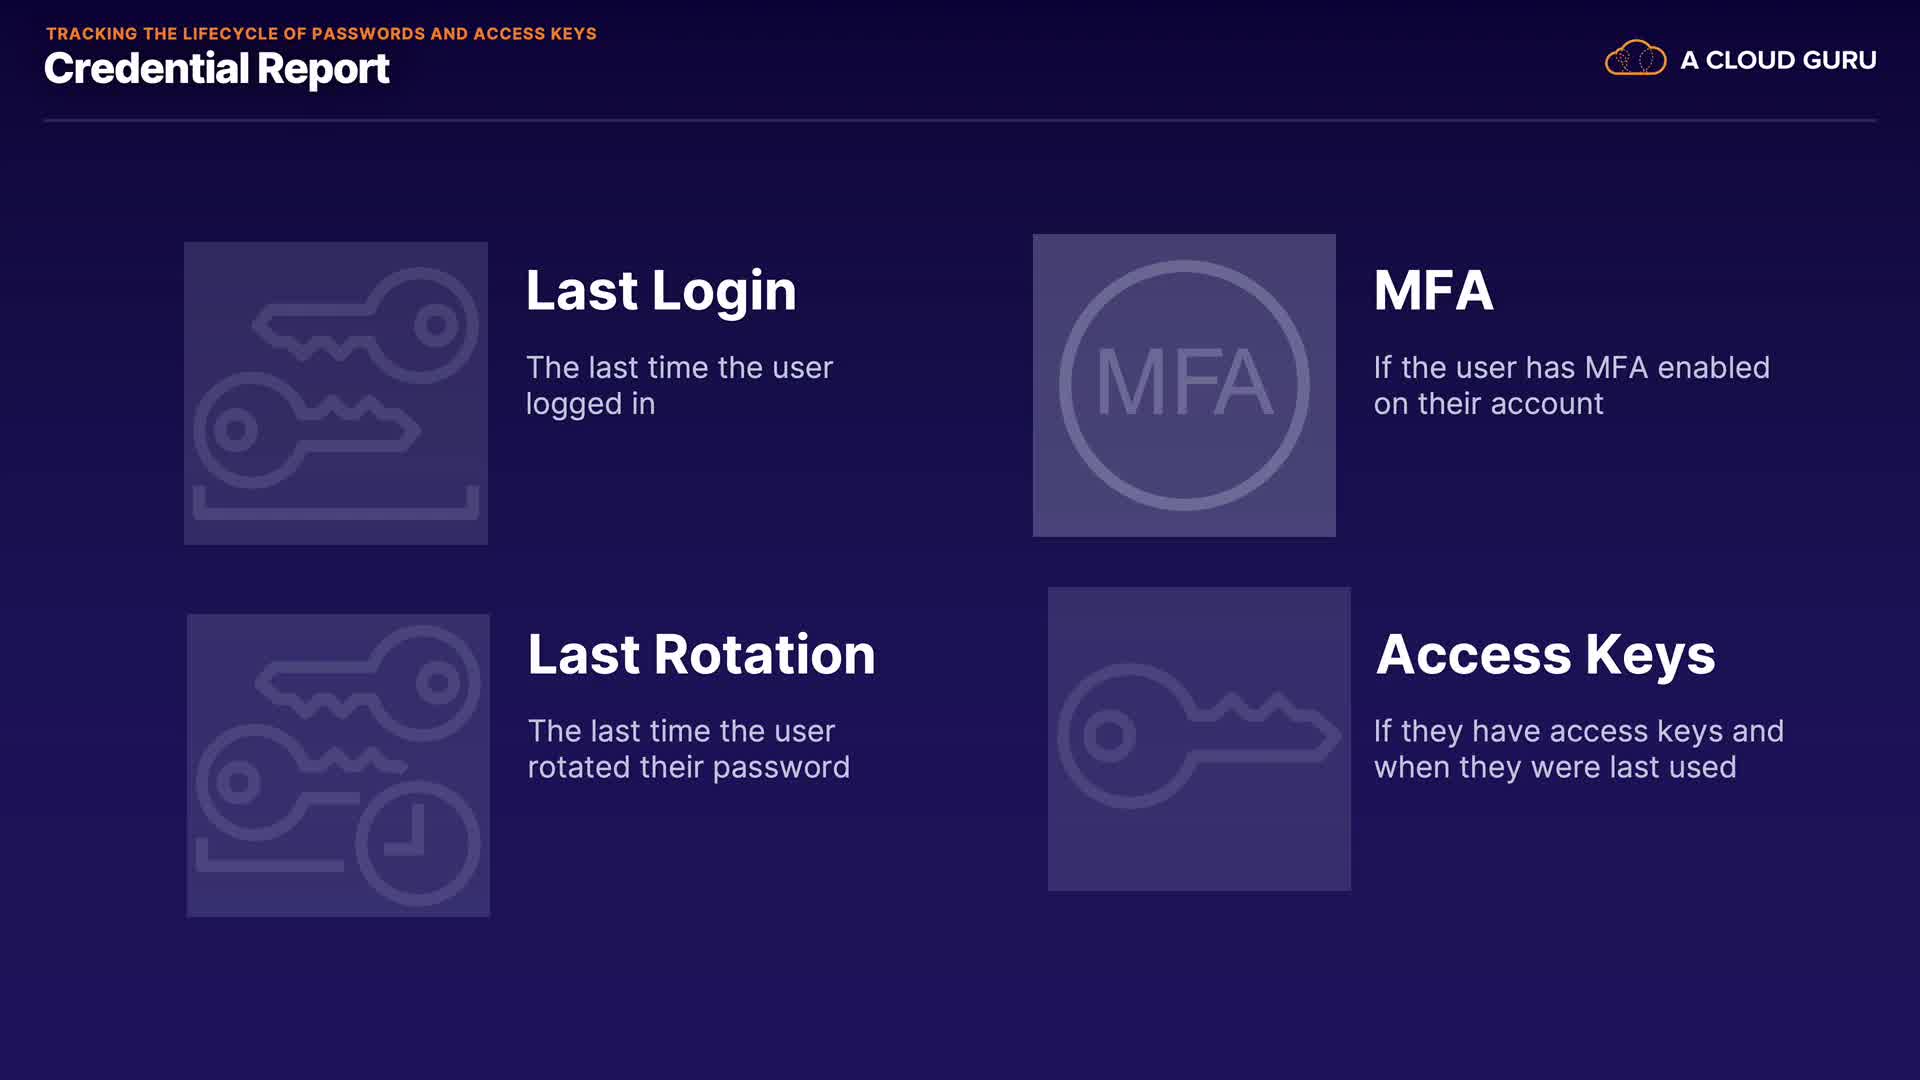 TRACKING THE LIFECYCLE OF PASSWORDS AND ACCESS KEYS
Credential Report
A CLOUD GURU
Last Login
The last time the user
logged in
MFA
MFA
If the user has MFA enabled
on their account
Last Rotation
The last time the user
rotated their password
Access Keys
If they have access keys and
when they were last used